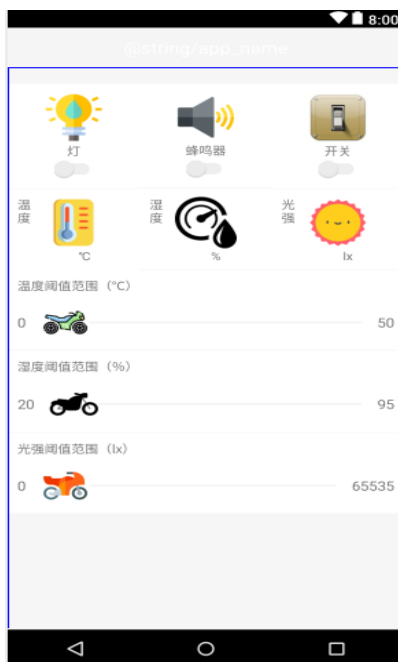 8:00
@string/app_name
灯 蜂鸣器 开关
温度 湿度 光强
℃ % lx
温度阈值范围（℃）
0 50
湿度阈值范围（%）
20 95
光强阈值范围（lx）
0 65535